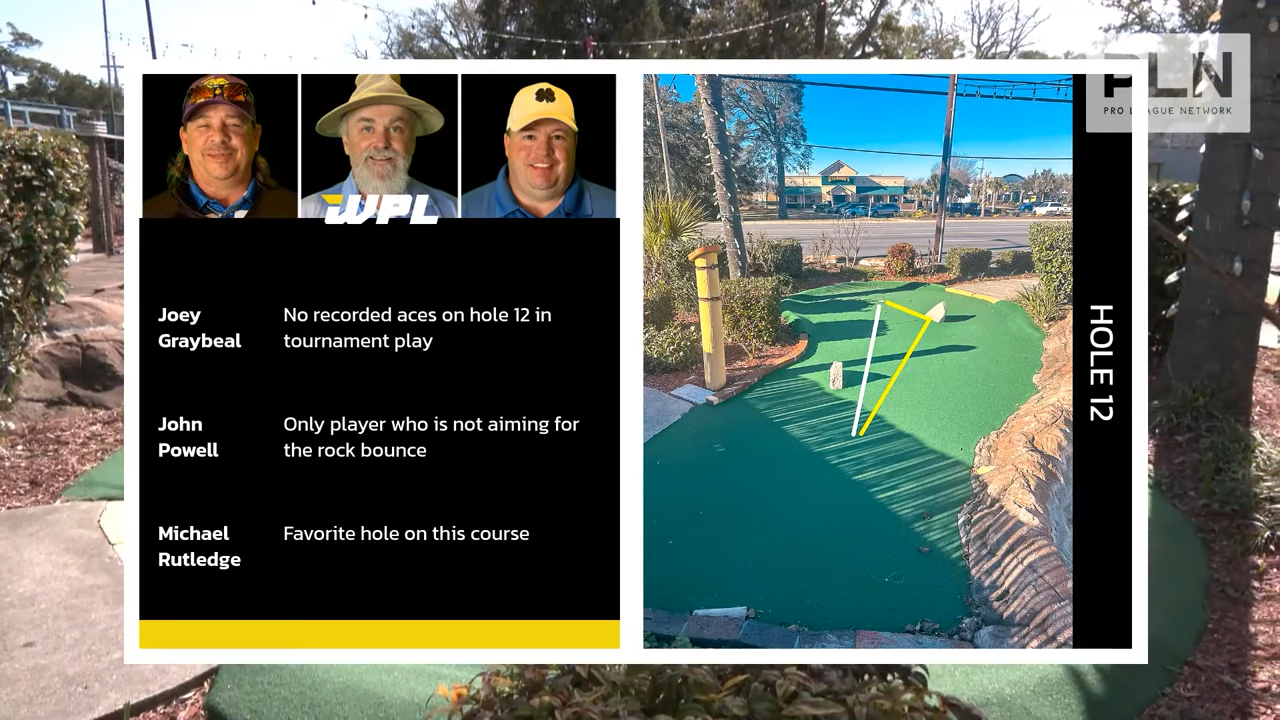 PLN
PRO LEAGUE NETWORK
WPL
Joey
Graybeal
No recorded aces on hole 12 in
tournament play
John
Powell
Only player who is not aiming for
the rock bounce
Michael
Rutledge
Favorite hole on this course
HOLE 12